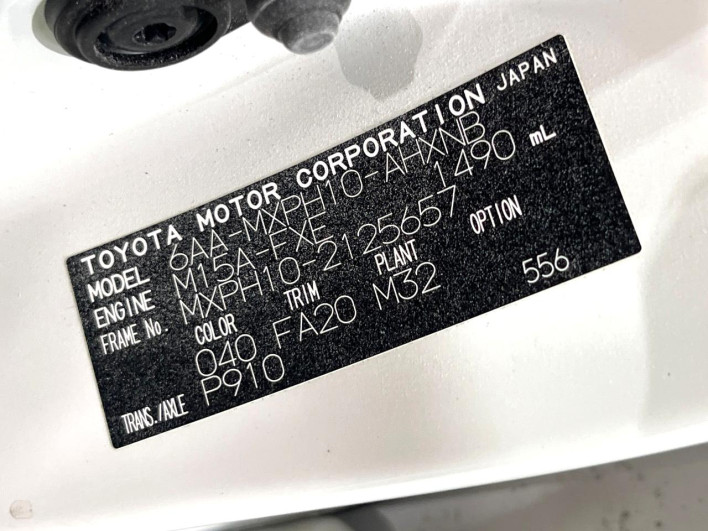 TOYOTA MOTOR CORPORATION JAPAN
MODEL 6AA-MXPH10-AHXNB
ENGINE M15A-FXE 1490 mL
FRAME No. MXPH10-2125657
COLOR TRIM PLANT OPTION
040 FA20 M32
TRANS./AXLE P910 556